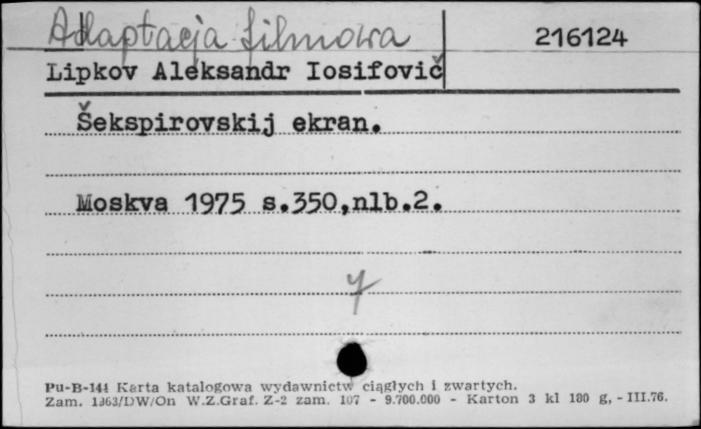 Adaptacja filmowa
216124
Lipkov Aleksandr Iosifovič
Šekspirovskij ekran.
Moskva 1975 s.350,nlb.2.
Pu-B-144 Karta katalogowa wydawnictw ciągłych i zwartych.
Zam. 1363/DW/On W.Z.Graf. Z-2 zam. 107 - 9.700.000 - Karton 3 kl 180 g, - III.76.